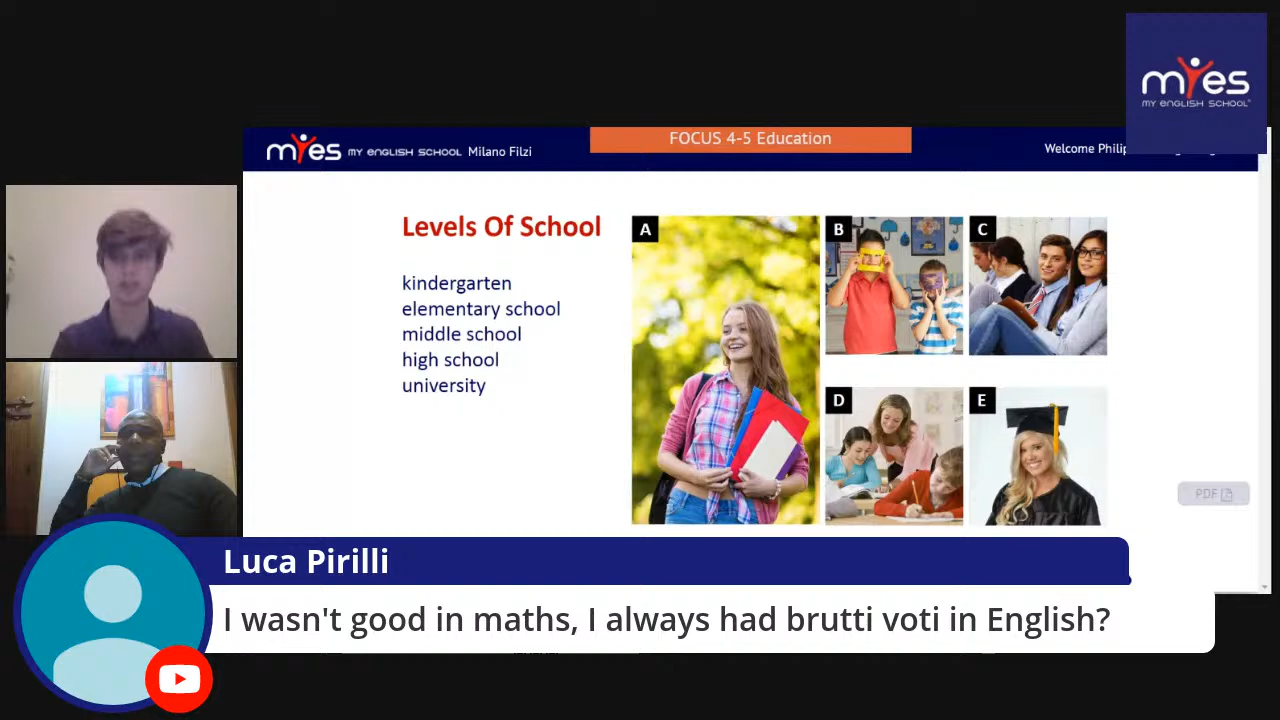 myes
MY ENGLISH SCHOOL
myes MY ENGLISH SCHOOL Milano Filzi
FOCUS 4-5 Education
Welcome Philip
Levels Of School
kindergarten
elementary school
middle school
high school
university
A
B
C
D
E
PDF
Luca Pirilli
I wasn't good in maths, I always had brutti voti in English?